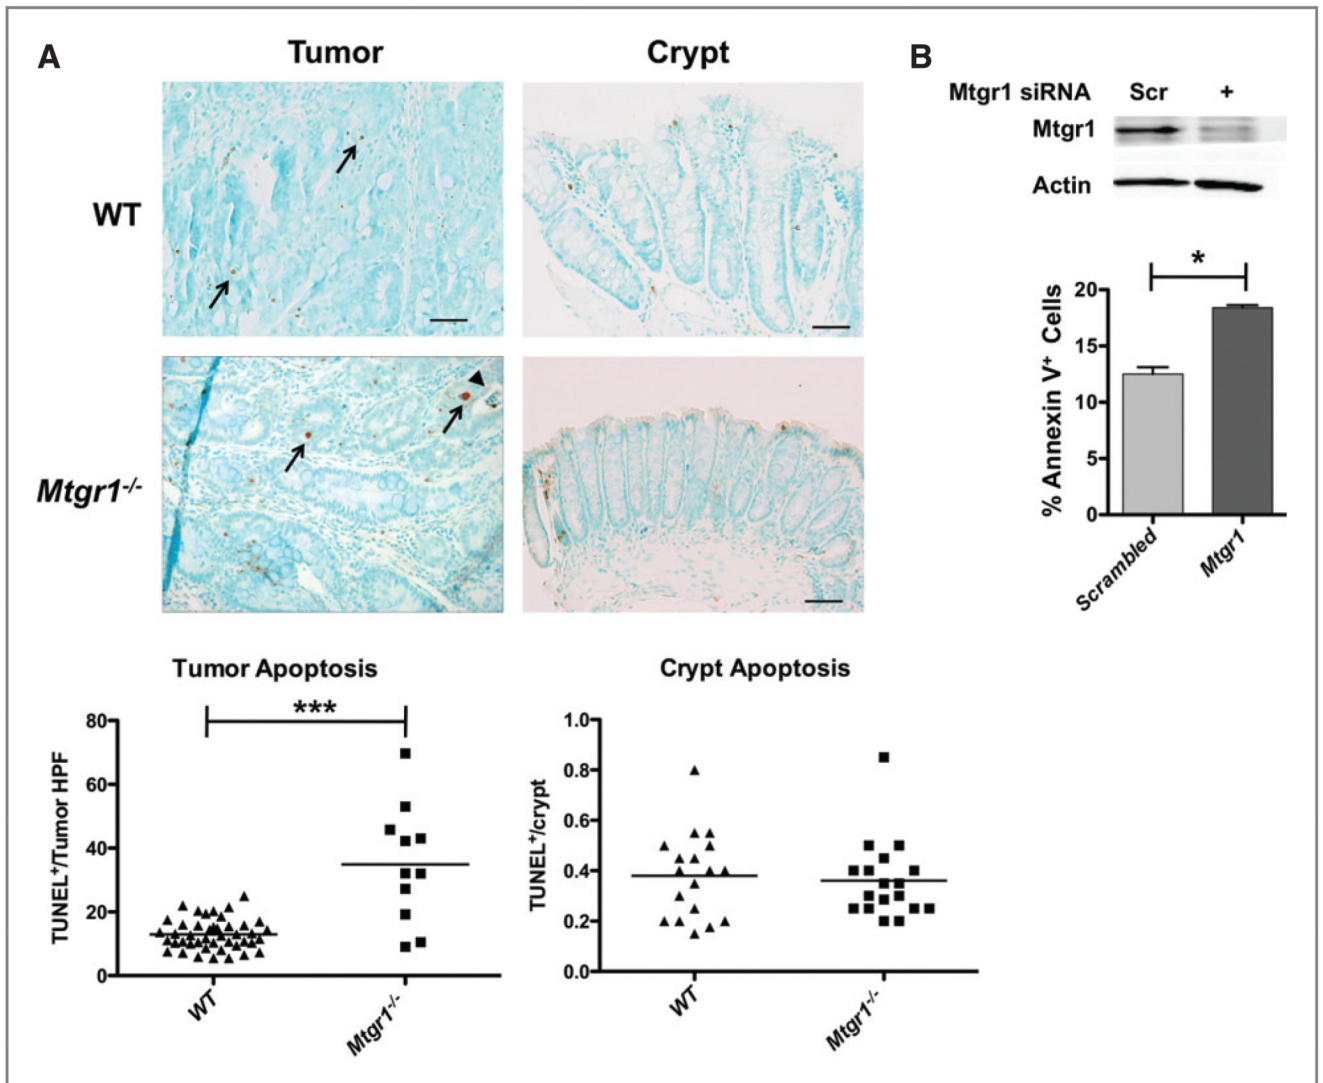 A
Tumor
Crypt
WT
Mtgr1-/-
B
Mtgr1 siRNA Scr +
Mtgr1
Actin
*
% Annexin V+ Cells
20
15
10
5
0
Scrambled
Mtgr1
Tumor Apoptosis
***
TUNEL+/Tumor HPF
80
60
40
20
0
WT
Mtgr1-/-
Crypt Apoptosis
TUNEL+/crypt
1.0
0.8
0.6
0.4
0.2
0.0
WT
Mtgr1-/-